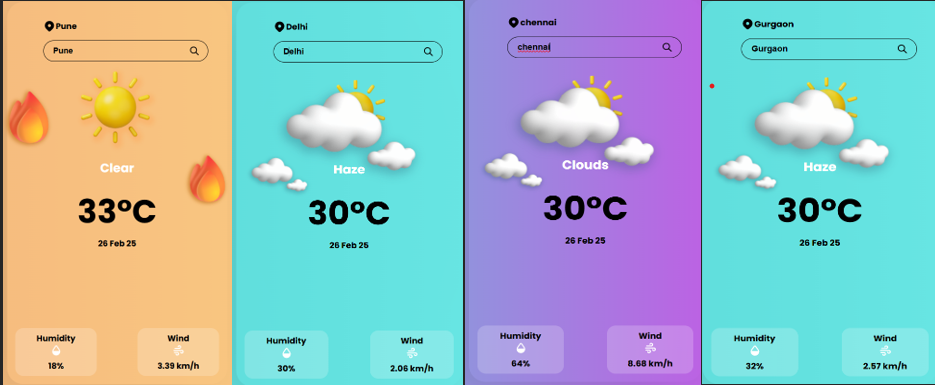 Pune
Pune
Clear
33°C
26 Feb 25
Humidity
18%
Wind
3.39 km/h
Delhi
Delhi
Haze
30°C
26 Feb 25
Humidity
30%
Wind
2.06 km/h
chennai
chennai
Clouds
30°C
26 Feb 25
Humidity
64%
Wind
8.68 km/h
Gurgaon
Gurgaon
Haze
30°C
26 Feb 25
Humidity
32%
Wind
2.57 km/h